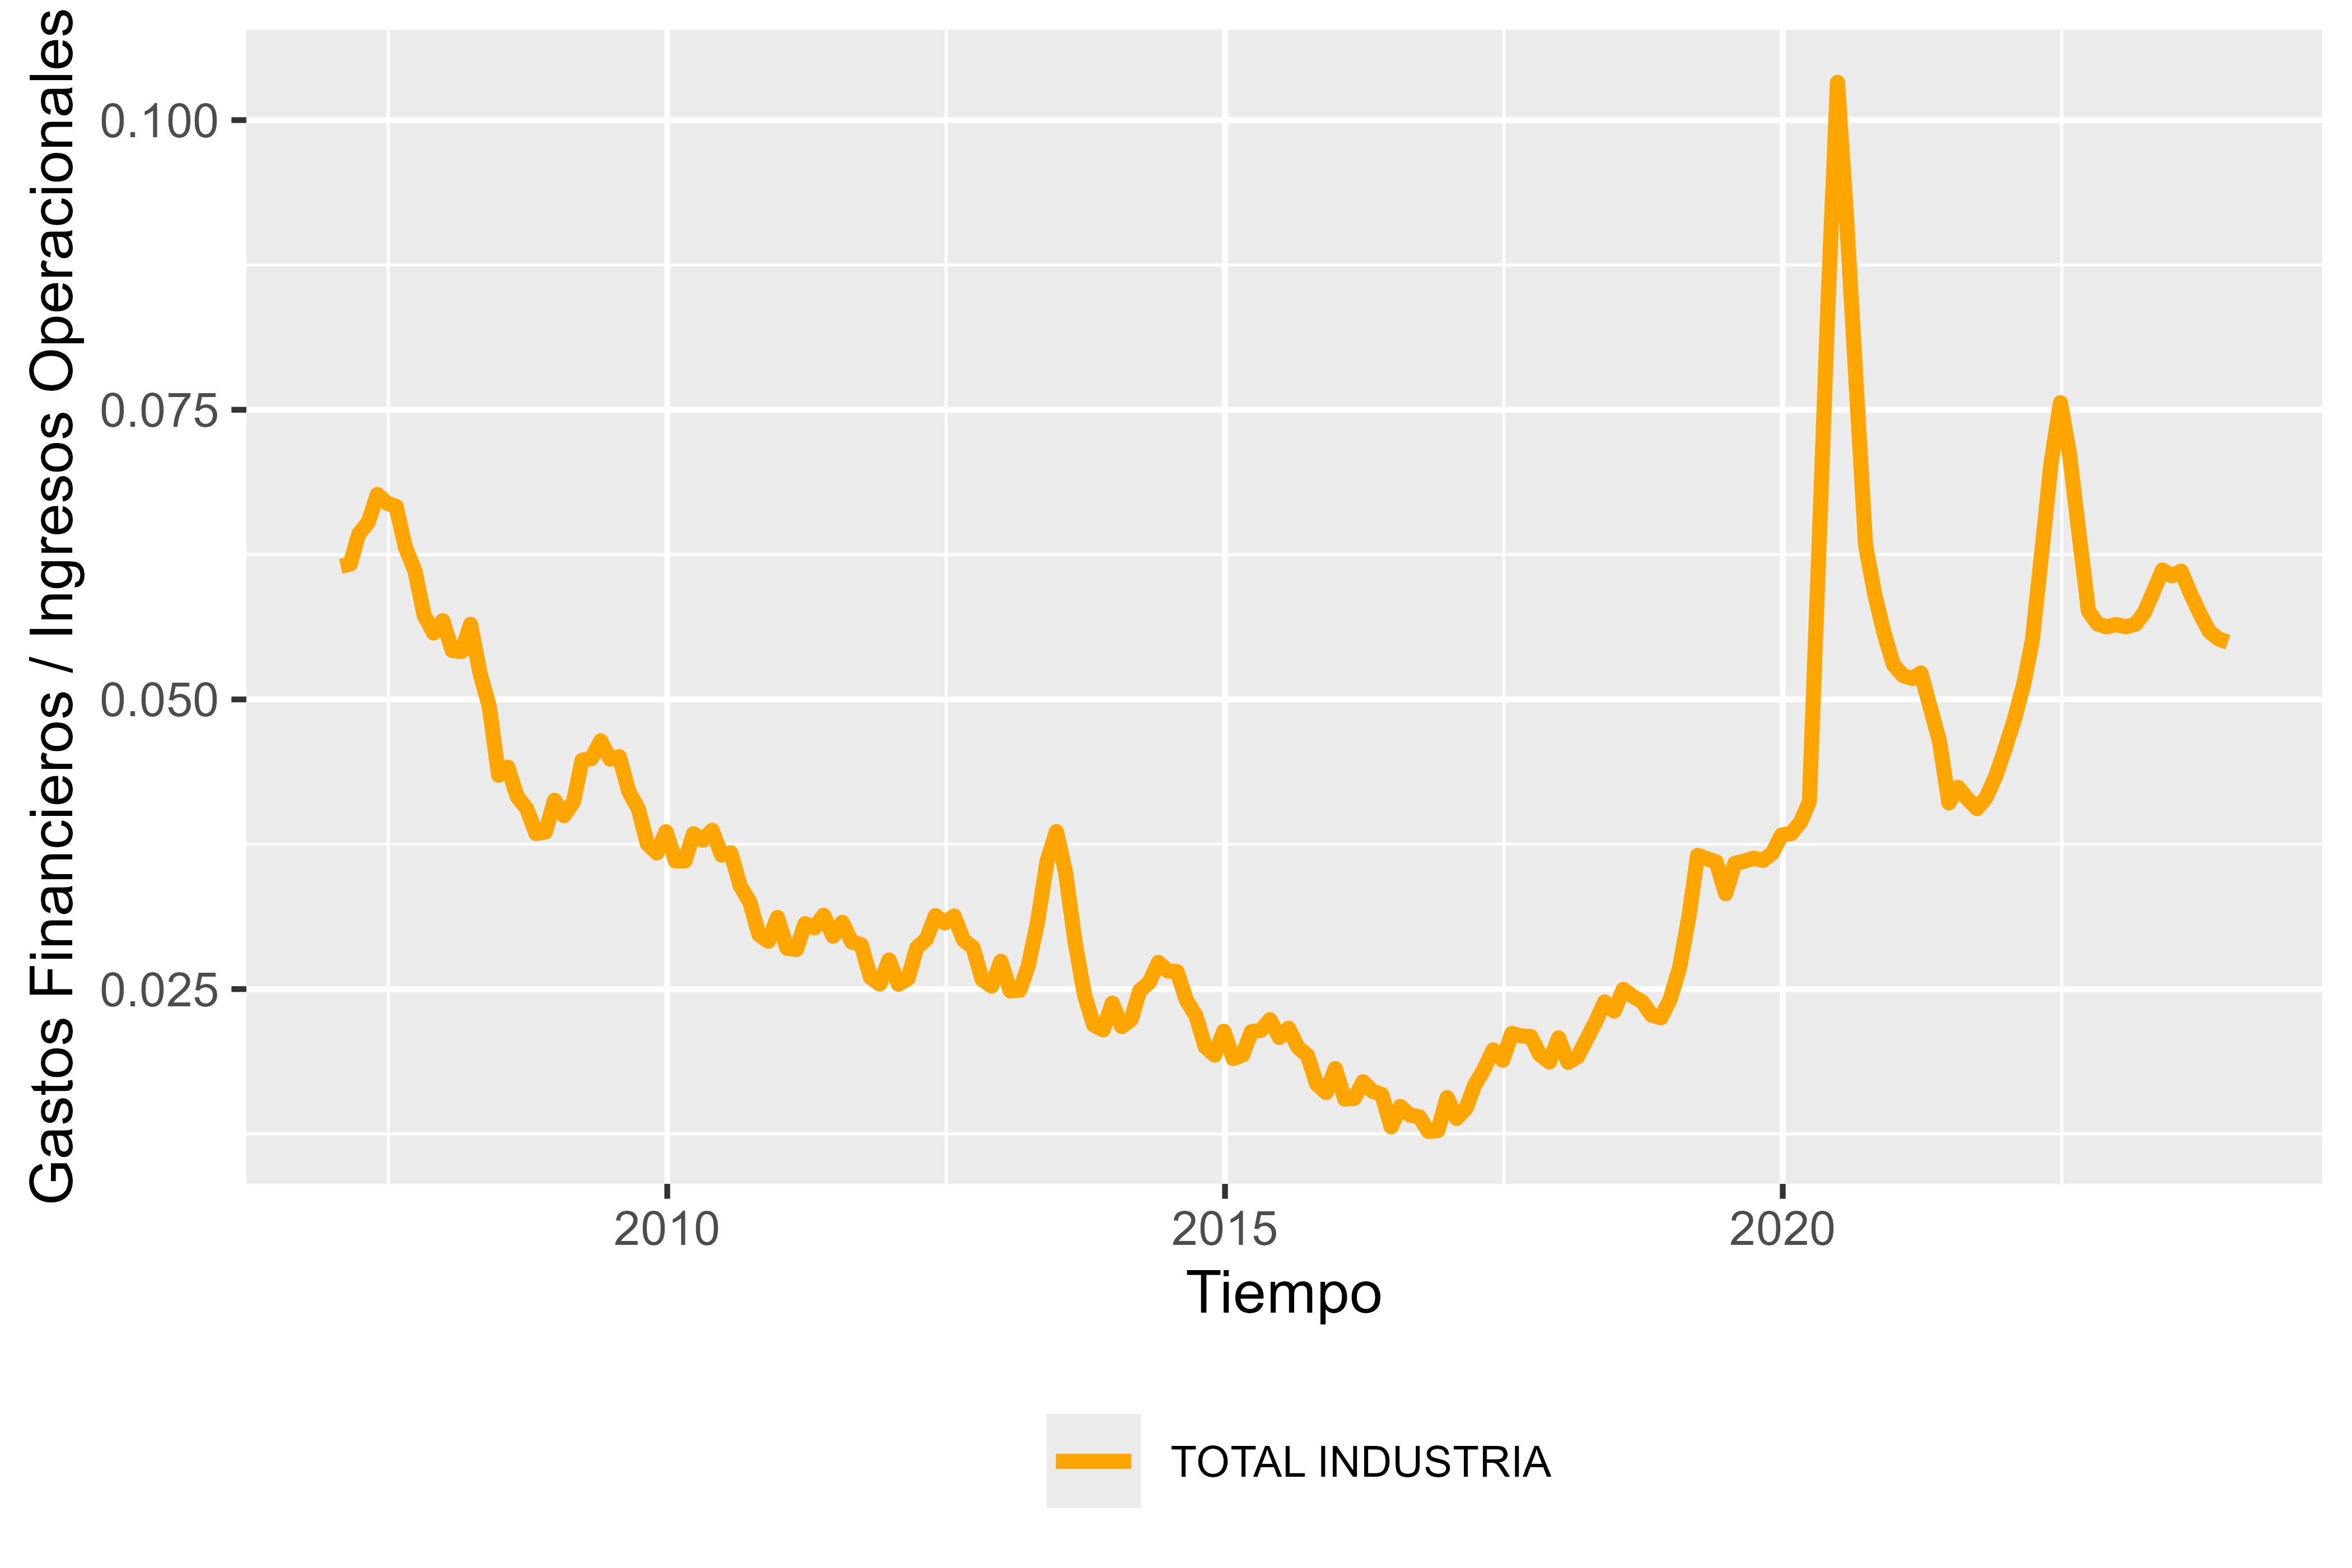 Gastos Financieros / Ingresos Operacionales
0.100
0.075
0.050
0.025
2010
2015
2020
Tiempo
TOTAL INDUSTRIA